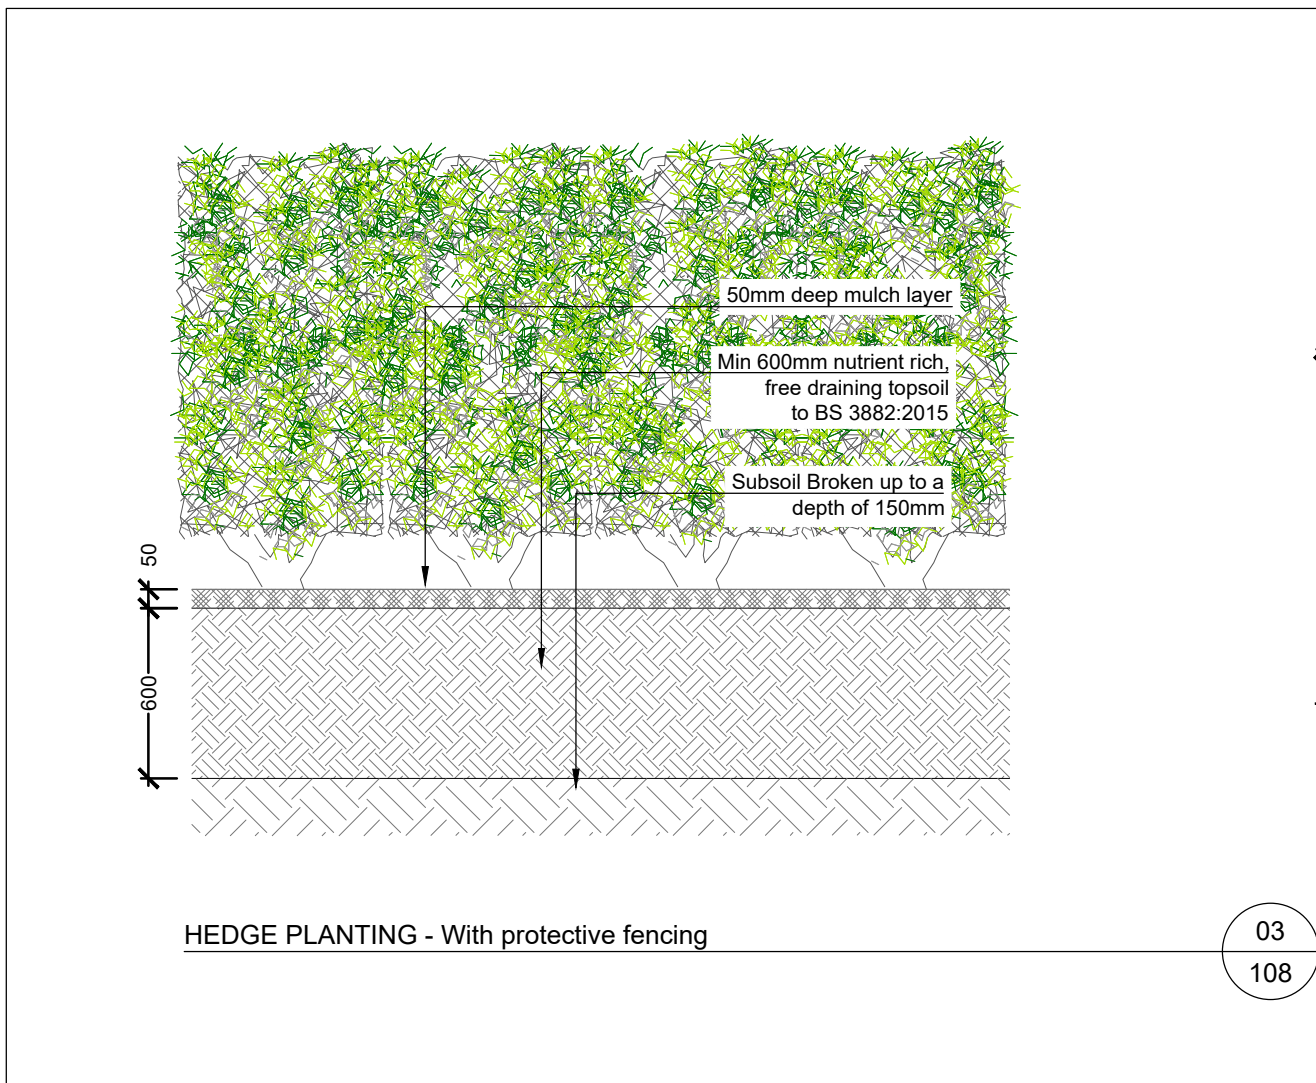 50mm deep mulch layer
Min 600mm nutrient rich,
free draining topsoil
to BS 3882:2015
Subsoil Broken up to a
depth of 150mm
50
600
HEDGE PLANTING - With protective fencing
03
108